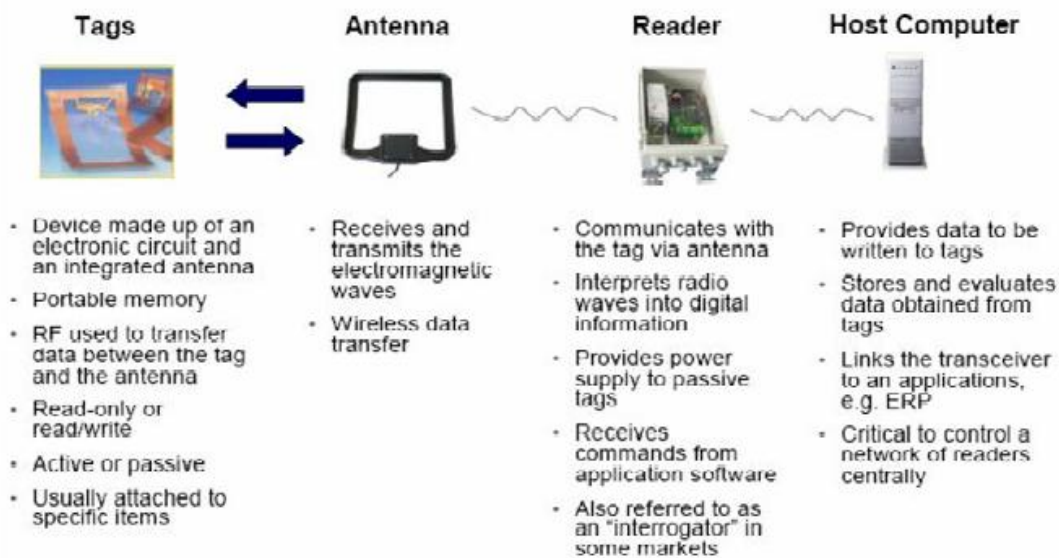 Tags
Antenna
Reader
Host Computer
• Device made up of an
electronic circuit and
an integrated antenna
• Portable memory
• RF used to transfer
data between the tag
and the antenna
• Read-only or
read/write
• Active or passive
• Usually attached to
specific items
• Receives and
transmits the
electromagnetic
waves
• Wireless data
transfer
• Communicates with
the tag via antenna
• Interprets radio
waves into digital
information
• Provides power
supply to passive
tags
• Receives
commands from
application software
• Also referred to as
an "interrogator" in
some markets
• Provides data to be
written to tags
• Stores and evaluates
data obtained from
tags
• Links the transceiver
to an applications,
e.g. ERP
• Critical to control a
network of readers
centrally